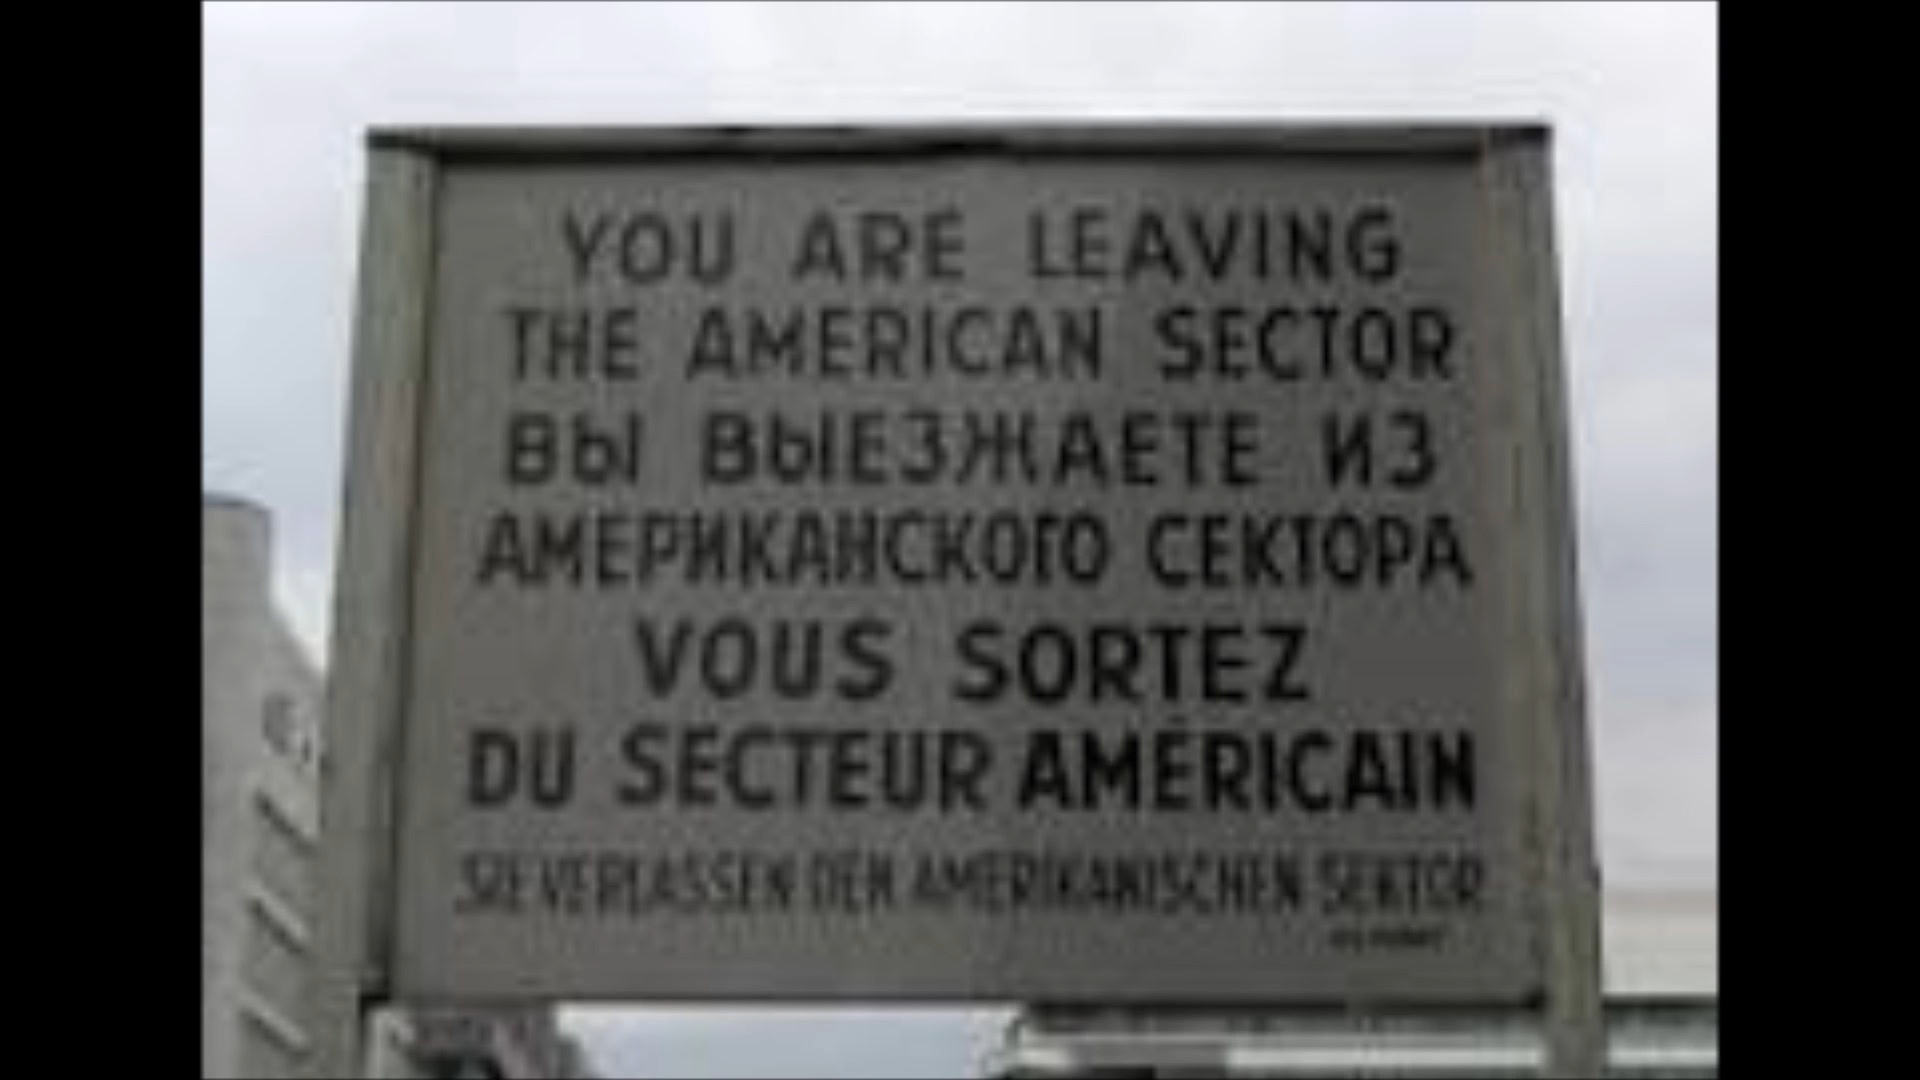 YOU ARE LEAVING
THE AMERICAN SECTOR
ВЫ ВЫЕЗЖАЕТЕ ИЗ
АМЕРИКАНСКОГО СЕКТОРА
VOUS SORTEZ
DU SECTEUR AMÉRICAIN
SIE VERLASSEN DEN AMERIKANISCHEN SEKTOR